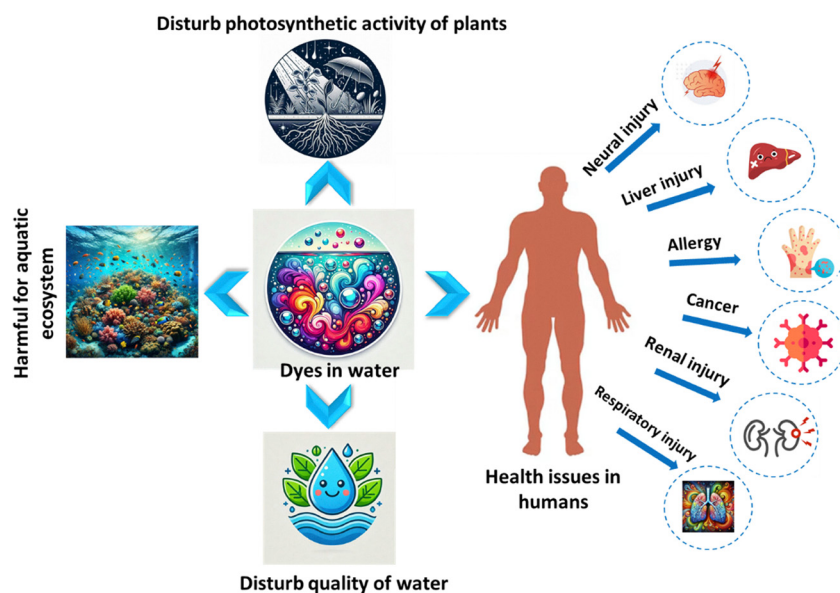 Disturb photosynthetic activity of plants
Harmful for aquatic
ecosystem
Dyes in water
Disturb quality of water
Health issues in
humans
Neural injury
Liver injury
Allergy
Cancer
Renal injury
Respiratory injury